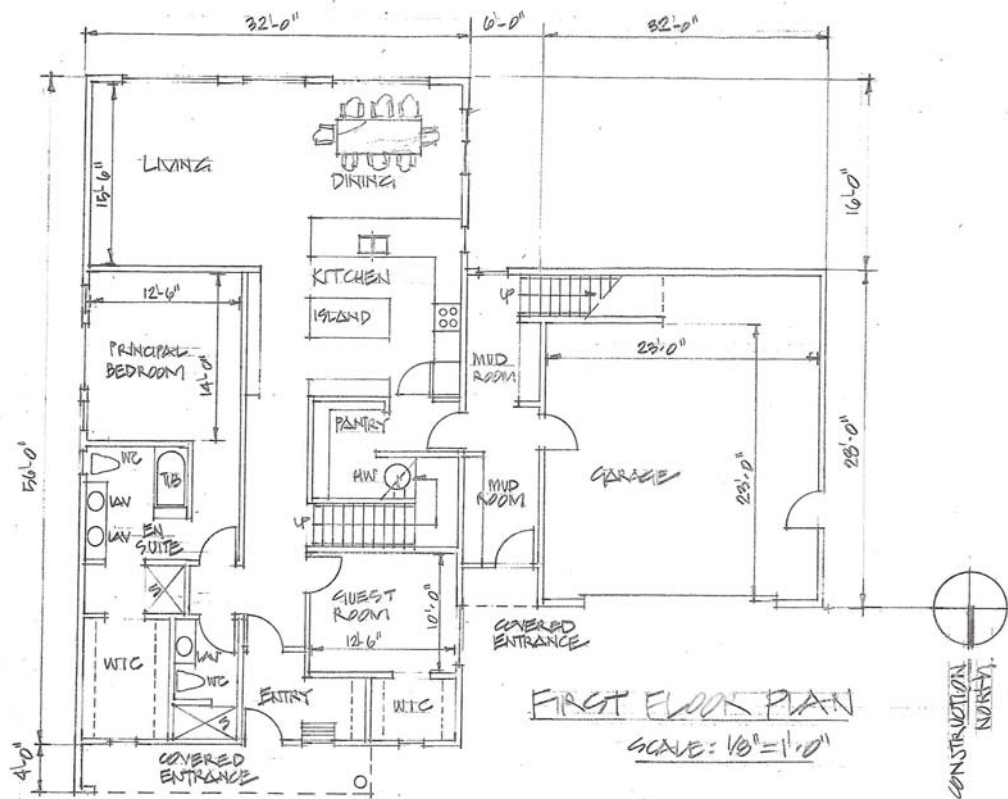 32'-0" 6'-0" 32'-0"
LIVING
DINING
15'-6"
16'-0"
KITCHEN
ISLAND
12'-6"
UP
PRINCIPAL
BEDROOM
14'-0"
MUD
ROOM
23'-0"
PANTRY
56'-0"
28'-0"
WC
TUB
HW
MUD
ROOM
GARAGE
23'-0"
LAV
LAV
EN
SUITE
UP
S
GUEST
ROOM
10'-0"
12'-6"
COVERED
ENTRANCE
WIC
LAV
WC
ENTRY
WIC
S
FIRST FLOOR PLAN
SCALE: 1/8" = 1'-0"
CONSTRUCTION
NORTH
4'-0"
COVERED
ENTRANCE